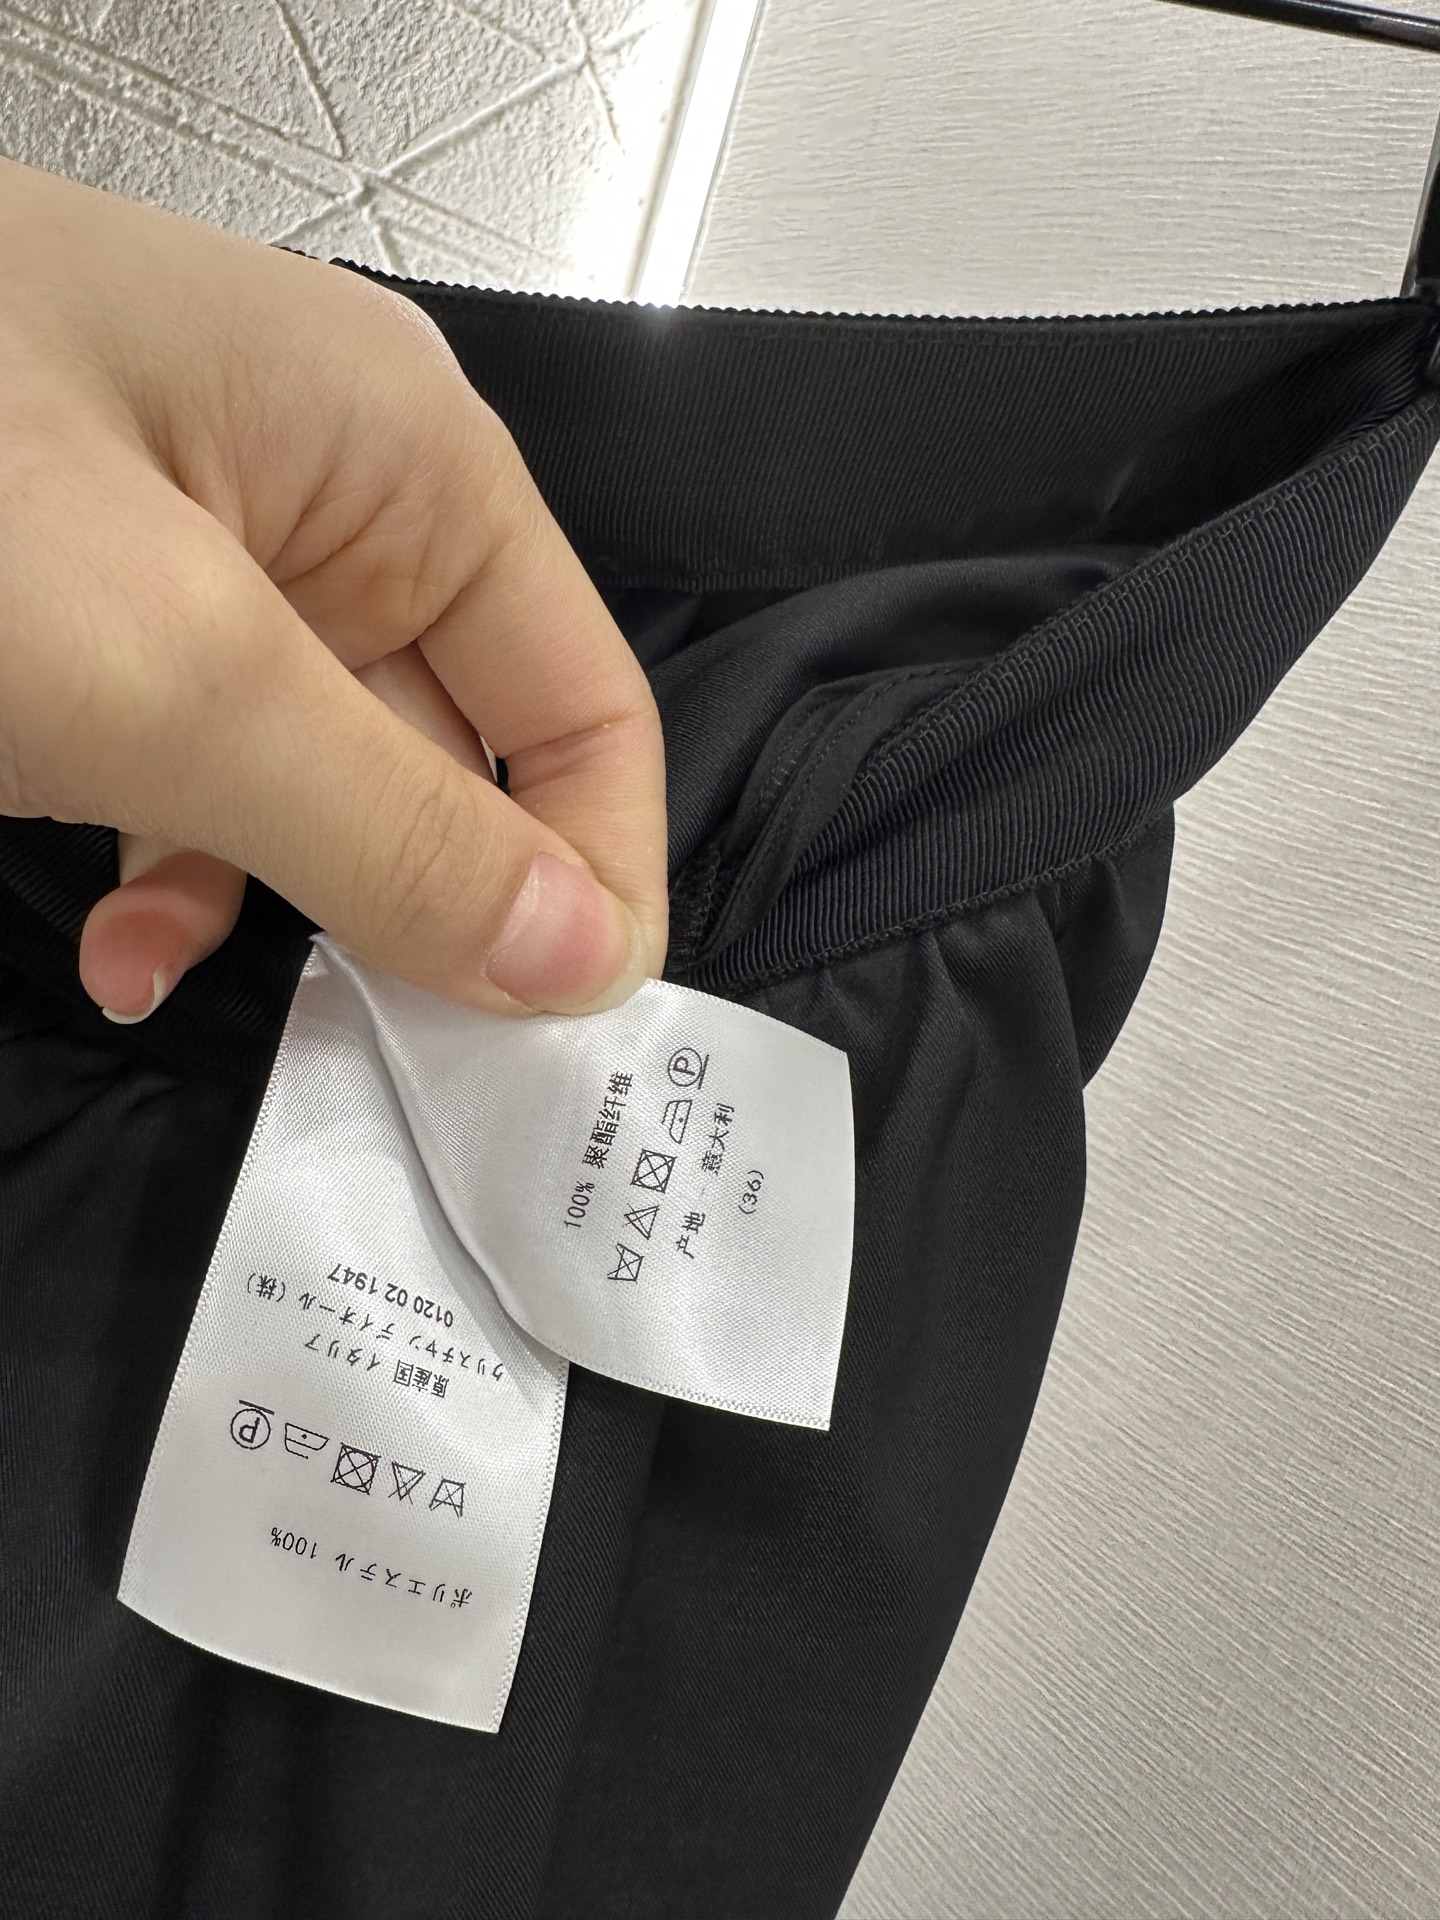 100% 聚酯纤维
P
产地 - 意大利
(36)
ポリエステル 100%
P
原産国 イタリア
クリスチャン ディオール (株)
0120 02 1947